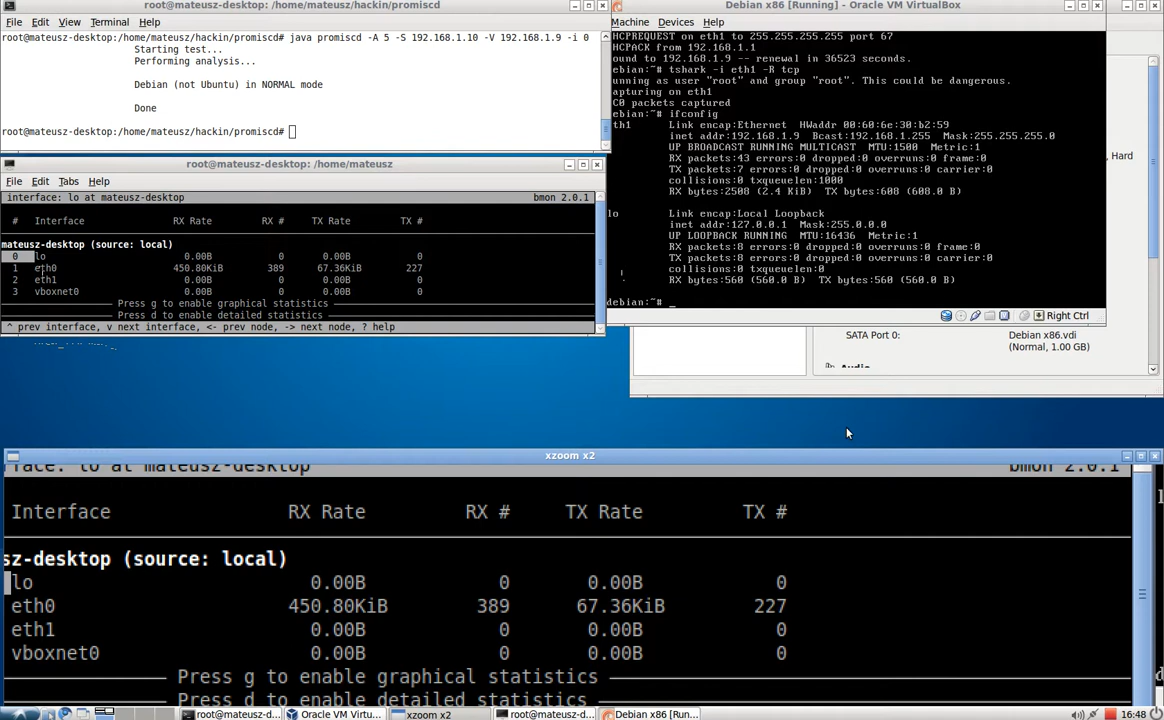 root@mateusz-desktop: /home/mateusz/hackin/promiscd
File Edit View Terminal Help
root@mateusz-desktop:/home/mateusz/hackin/promiscd# java promiscd -A 5 -S 192.168.1.10 -V 192.168.1.9 -i 0
Starting test...
Performing analysis...
Debian (not Ubuntu) in NORMAL mode
Done
root@mateusz-desktop:/home/mateusz/hackin/promiscd#
root@mateusz-desktop: /home/mateusz
File Edit Tabs Help
interface: lo at mateusz-desktop bmon 2.0.1
# Interface RX Rate RX # TX Rate TX #
mateusz-desktop (source: local)
0 lo 0.00B 0 0.00B 0
1 eth0 450.80KiB 389 67.36KiB 227
2 eth1 0.00B 0 0.00B 0
3 vboxnet0 0.00B 0 0.00B 0
Press g to enable graphical statistics
Press d to enable detailed statistics
^ prev interface, v next interface, <- prev node, -> next node, ? help
Debian x86 [Running] - Oracle VM VirtualBox
Machine Devices Help
HCPREQUEST on eth1 to 255.255.255.255 port 67
HCPACK from 192.168.1.1
ound to 192.168.1.9 -- renewal in 36523 seconds.
ebian:~# tshark -i eth1 -R tcp
unning as user "root" and group "root". This could be dangerous.
apturing on eth1
C0 packets captured
ebian:~# ifconfig
th1 Link encap:Ethernet HWaddr 00:60:6e:30:b2:59
inet addr:192.168.1.9 Bcast:192.168.1.255 Mask:255.255.255.0
UP BROADCAST RUNNING MULTICAST MTU:1500 Metric:1
RX packets:43 errors:0 dropped:0 overruns:0 frame:0
TX packets:7 errors:0 dropped:0 overruns:0 carrier:0
collisions:0 txqueuelen:1000
RX bytes:2508 (2.4 KiB) TX bytes:608 (608.0 B)
lo Link encap:Local Loopback
inet addr:127.0.0.1 Mask:255.0.0.0
UP LOOPBACK RUNNING MTU:16436 Metric:1
RX packets:8 errors:0 dropped:0 overruns:0 frame:0
TX packets:8 errors:0 dropped:0 overruns:0 carrier:0
collisions:0 txqueuelen:0
RX bytes:560 (560.0 B) TX bytes:560 (560.0 B)
debian:~# _
Right Ctrl
, Hard
SATA Port 0: Debian x86.vdi
(Normal, 1.00 GB)
Audio
xzoom x2
rface: lo at mateusz-desktop bmon 2.0.1
Interface RX Rate RX # TX Rate TX #
sz-desktop (source: local)
lo 0.00B 0 0.00B 0
eth0 450.80KiB 389 67.36KiB 227
eth1 0.00B 0 0.00B 0
vboxnet0 0.00B 0 0.00B 0
Press g to enable graphical statistics
Press d to enable detailed statistics
root@mateusz-d... Oracle VM Virtu... xzoom x2 root@mateusz-d... Debian x86 [Run... 16:48